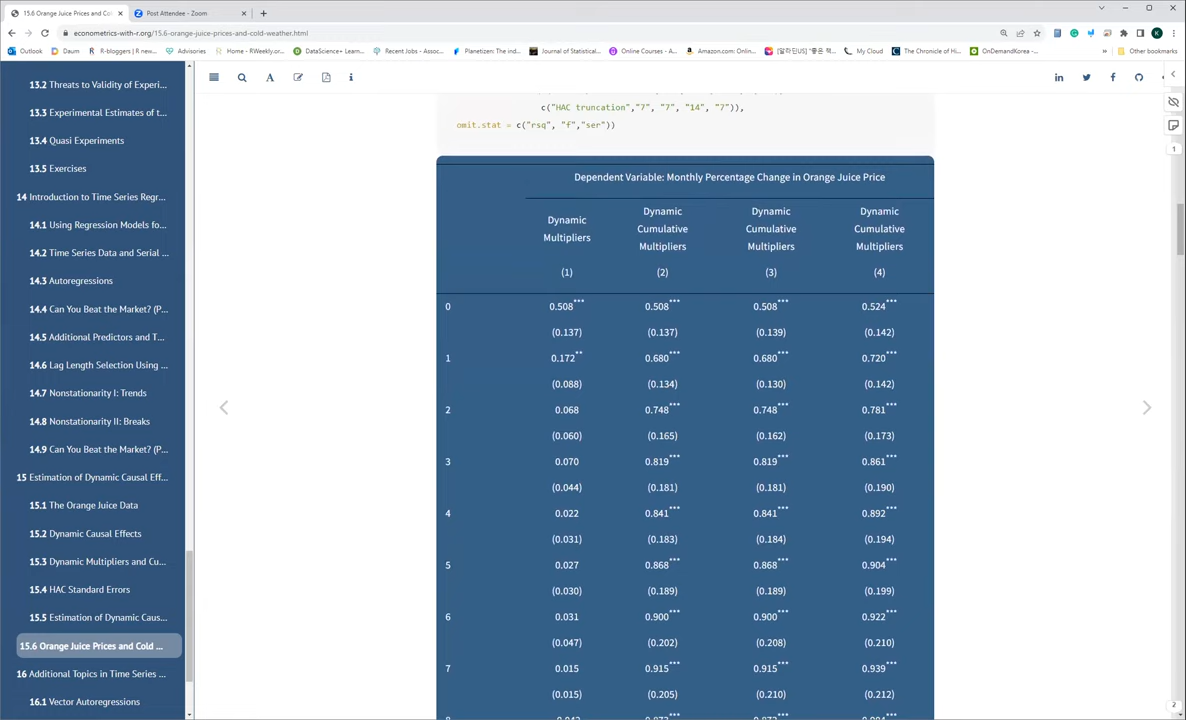 15.6 Orange Juice Prices and Col
Post Attendee - Zoom
econometrics-with-r.org/15.6-orange-juice-prices-and-cold-weather.html
Outlook
Daum
R-bloggers | R new...
Advisories
Home - RWeekly.or...
DataScience+ Learn...
Recent Jobs - Assoc...
Planetizen: The ind...
Journal of Statistical...
Online Courses - A...
Amazon.com: Onlin...
[알라딘US] "좋은 책...
My Cloud
The Chronicle of Hi...
OnDemandKorea -...
Other bookmarks
13.2 Threats to Validity of Experi...
13.3 Experimental Estimates of t...
13.4 Quasi Experiments
13.5 Exercises
14 Introduction to Time Series Regr...
14.1 Using Regression Models fo...
14.2 Time Series Data and Serial ...
14.3 Autoregressions
14.4 Can You Beat the Market? (P...
14.5 Additional Predictors and T...
14.6 Lag Length Selection Using ...
14.7 Nonstationarity I: Trends
14.8 Nonstationarity II: Breaks
14.9 Can You Beat the Market? (P...
15 Estimation of Dynamic Causal Eff...
15.1 The Orange Juice Data
15.2 Dynamic Causal Effects
15.3 Dynamic Multipliers and Cu...
15.4 HAC Standard Errors
15.5 Estimation of Dynamic Caus...
15.6 Orange Juice Prices and Cold ...
16 Additional Topics in Time Series ...
16.1 Vector Autoregressions
c("HAC truncation","7", "7", "14", "7")),
omit.stat = c("rsq", "f","ser"))
Dependent Variable: Monthly Percentage Change in Orange Juice Price
Dynamic Multipliers
Dynamic Cumulative Multipliers
Dynamic Cumulative Multipliers
Dynamic Cumulative Multipliers
(1) (2) (3) (4)
0 0.508*** 0.508*** 0.508*** 0.524***
(0.137) (0.137) (0.139) (0.142)
1 0.172** 0.680*** 0.680*** 0.720***
(0.088) (0.134) (0.130) (0.142)
2 0.068 0.748*** 0.748*** 0.781***
(0.060) (0.165) (0.162) (0.173)
3 0.070 0.819*** 0.819*** 0.861***
(0.044) (0.181) (0.181) (0.190)
4 0.022 0.841*** 0.841*** 0.892***
(0.031) (0.183) (0.184) (0.194)
5 0.027 0.868*** 0.868*** 0.904***
(0.030) (0.189) (0.189) (0.199)
6 0.031 0.900*** 0.900*** 0.922***
(0.047) (0.202) (0.208) (0.210)
7 0.015 0.915*** 0.915*** 0.939***
(0.015) (0.205) (0.210) (0.212)
1
2